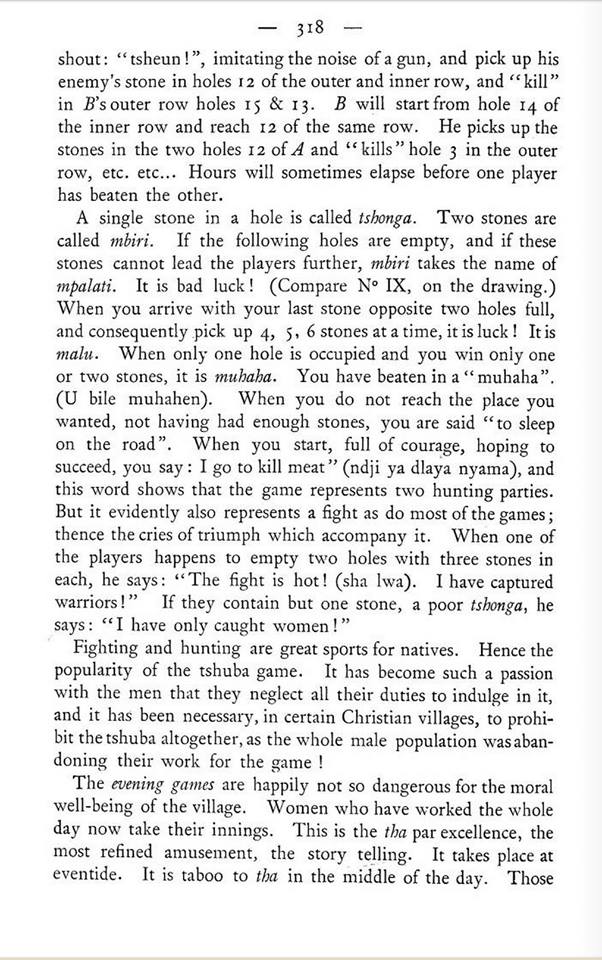 — 318 —
shout: "tsheun!", imitating the noise of a gun, and pick up his
enemy's stone in holes 12 of the outer and inner row, and "kill"
in B's outer row holes 15 & 13. B will start from hole 14 of
the inner row and reach 12 of the same row. He picks up the
stones in the two holes 12 of A and "kills" hole 3 in the outer
row, etc. etc... Hours will sometimes elapse before one player
has beaten the other.
A single stone in a hole is called tshonga. Two stones are
called mbiri. If the following holes are empty, and if these
stones cannot lead the players further, mbiri takes the name of
mpalati. It is bad luck! (Compare Nº IX, on the drawing.)
When you arrive with your last stone opposite two holes full,
and consequently pick up 4, 5, 6 stones at a time, it is luck! It is
malu. When only one hole is occupied and you win only one
or two stones, it is muhaha. You have beaten in a "muhaha".
(U bile muhahen). When you do not reach the place you
wanted, not having had enough stones, you are said "to sleep
on the road". When you start, full of courage, hoping to
succeed, you say: I go to kill meat" (ndji ya dlaya nyama), and
this word shows that the game represents two hunting parties.
But it evidently also represents a fight as do most of the games;
thence the cries of triumph which accompany it. When one of
the players happens to empty two holes with three stones in
each, he says: "The fight is hot! (sha lwa). I have captured
warriors!" If they contain but one stone, a poor tshonga, he
says: "I have only caught women!"
Fighting and hunting are great sports for natives. Hence the
popularity of the tshuba game. It has become such a passion
with the men that they neglect all their duties to indulge in it,
and it has been necessary, in certain Christian villages, to prohi-
bit the tshuba altogether, as the whole male population was aban-
doning their work for the game!
The evening games are happily not so dangerous for the moral
well-being of the village. Women who have worked the whole
day now take their innings. This is the tha par excellence, the
most refined amusement, the story telling. It takes place at
eventide. It is taboo to tha in the middle of the day. Those